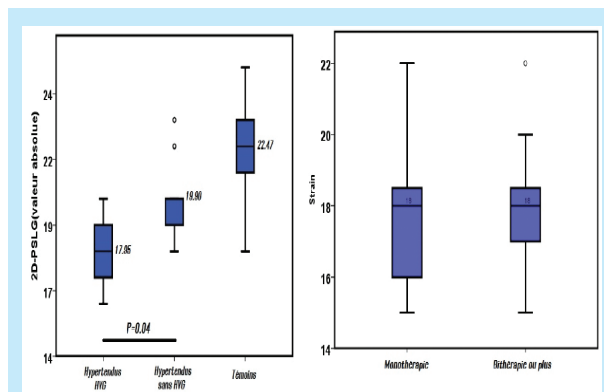 2D-PSLG(valeur absolue)
24
22
19
17
14
22.47
19.90
17.95
P=0.04
Hypertendus
HVG
Hypertendus
sans HVG
Témoins
Strain
22
20
18
16
14
18
18
Monothérapie
Bithérapie ou plus